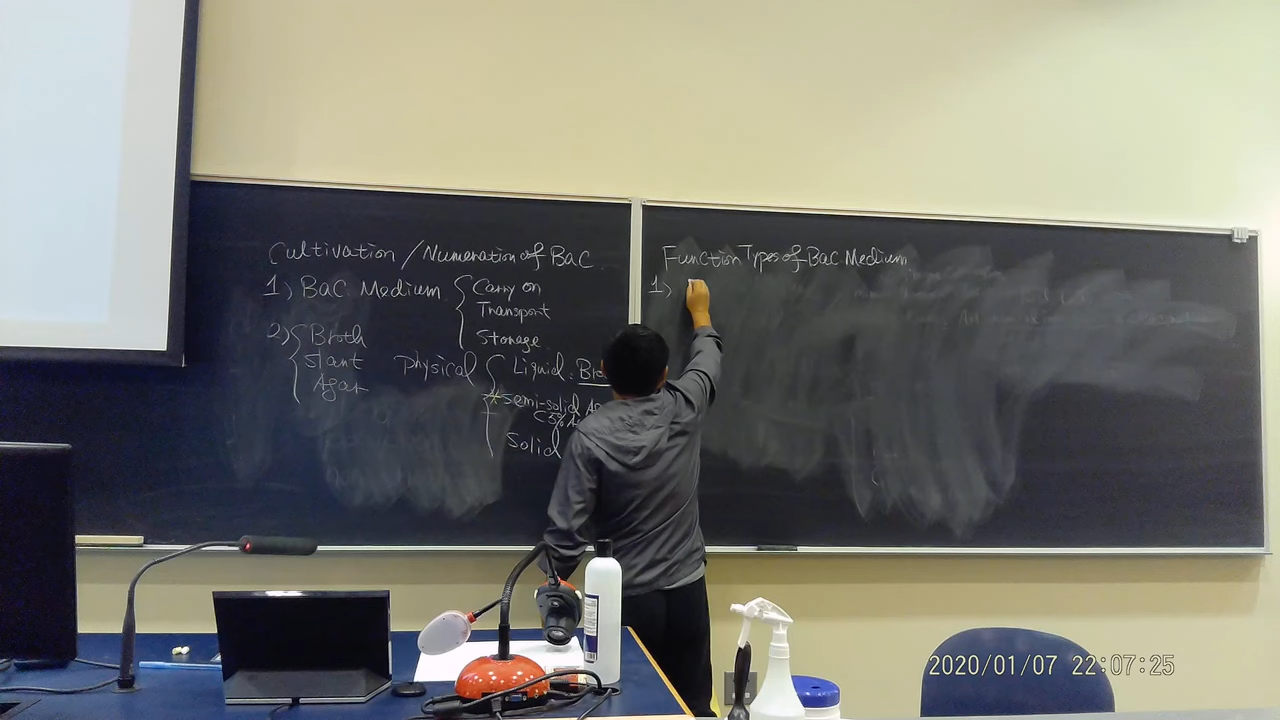 Cultivation / Numeration of BaC
1) BaC Medium { Carry on
Transport
Storage
2) { Broth
Slant
Agar
Physical { Liquid : 
* Semi-solid
Solid
Function Types of Bac Medium
1)
2020/01/07 22:07:25